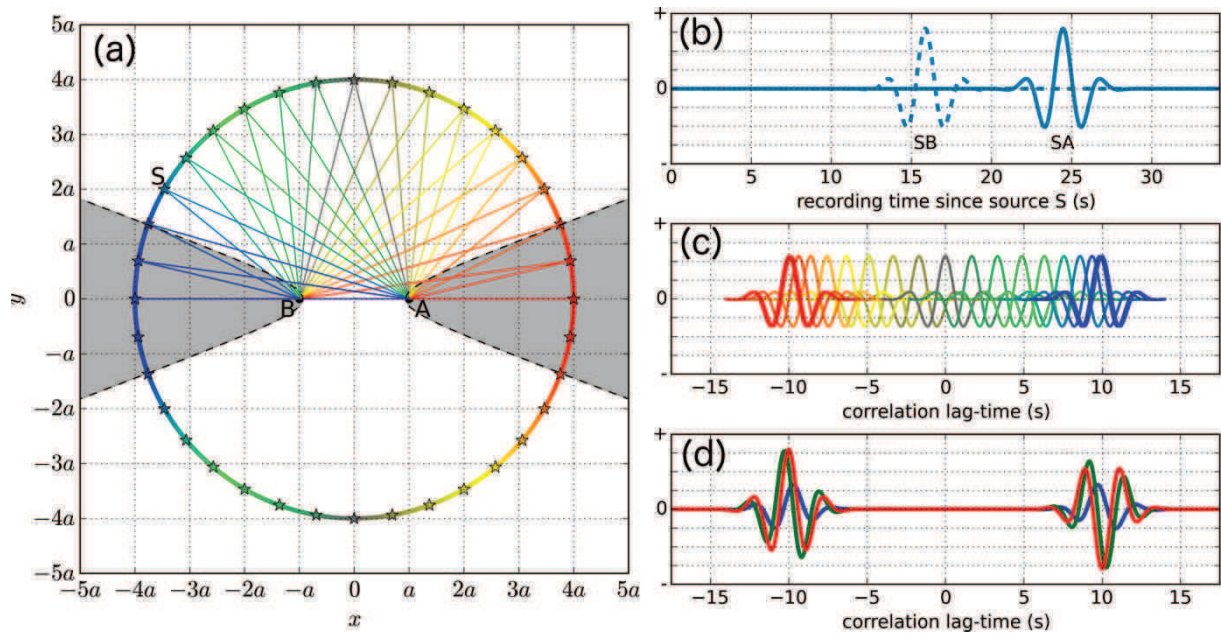 (a)
5a
4a
3a
2a
a
0
−a
−2a
−3a
−4a
−5a
y
S
B
A
−5a −4a −3a −2a −a 0 a 2a 3a 4a 5a
x
(b)
+
0
-
SB SA
0 5 10 15 20 25 30
recording time since source S (s)
(c)
+
0
-
−15 −10 −5 0 5 10 15
correlation lag-time (s)
(d)
+
0
-
−15 −10 −5 0 5 10 15
correlation lag-time (s)